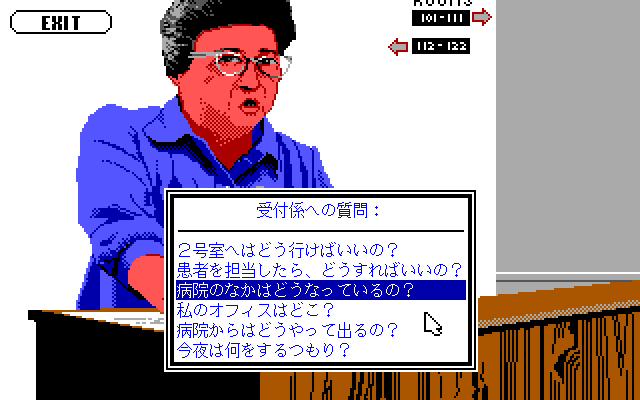 EXIT
ROOMS
101-111
112-122
受付係への質問：
２号室へはどう行けばいいの？
患者を担当したら、どうすればいいの？
病院のなかはどうなっているの？
私のオフィスはどこ？
病院からはどうやって出るの？
今夜は何をするつもり？